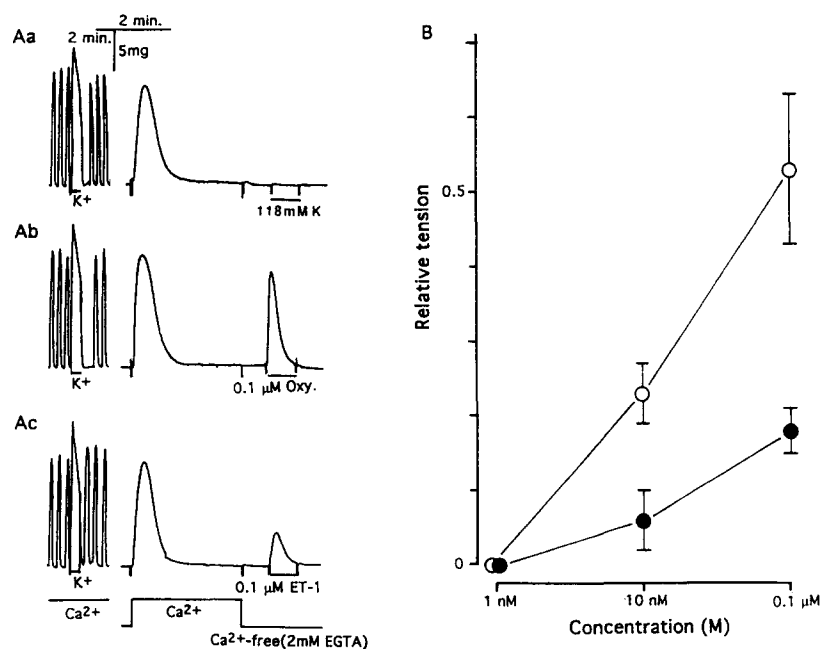 Aa
2 min.
2 min.
5mg
K+
118mM K
Ab
K+
0.1 μM Oxy.
Ac
K+
0.1 μM ET-1
Ca2+
Ca2+
Ca2+-free(2mM EGTA)
B
Relative tension
0.5
0
1 nM
10 nM
0.1 μM
Concentration (M)